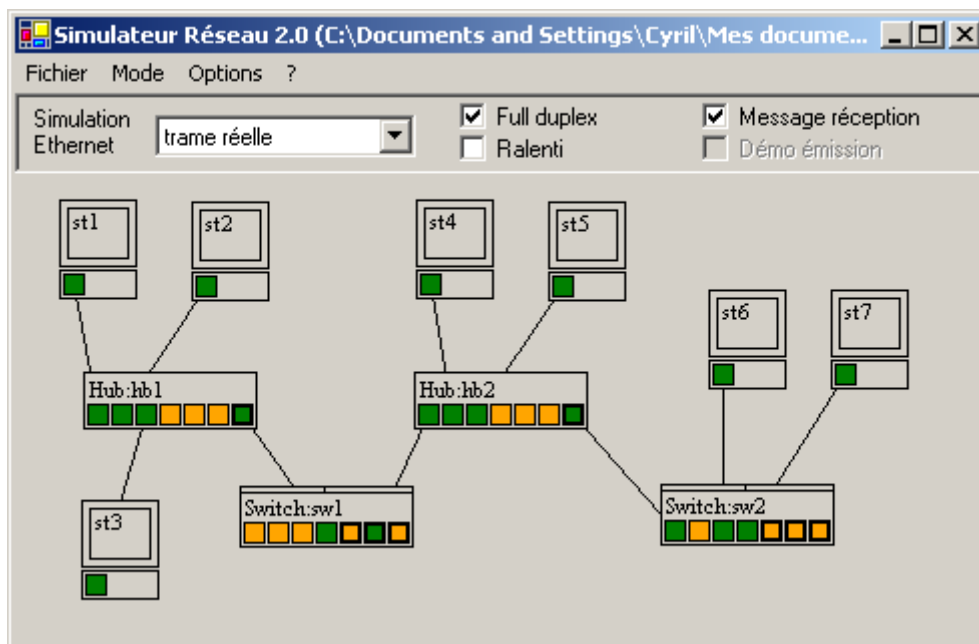 Simulateur Réseau 2.0 (C:\Documents and Settings\Cyril\Mes docume...
Fichier Mode Options ?
Simulation
Ethernet
trame réelle
Full duplex
Ralenti
Message réception
Démo émission
st1
st2
st4
st5
st6
st7
Hub:hb1
Hub:hb2
st3
Switch:sw1
Switch:sw2